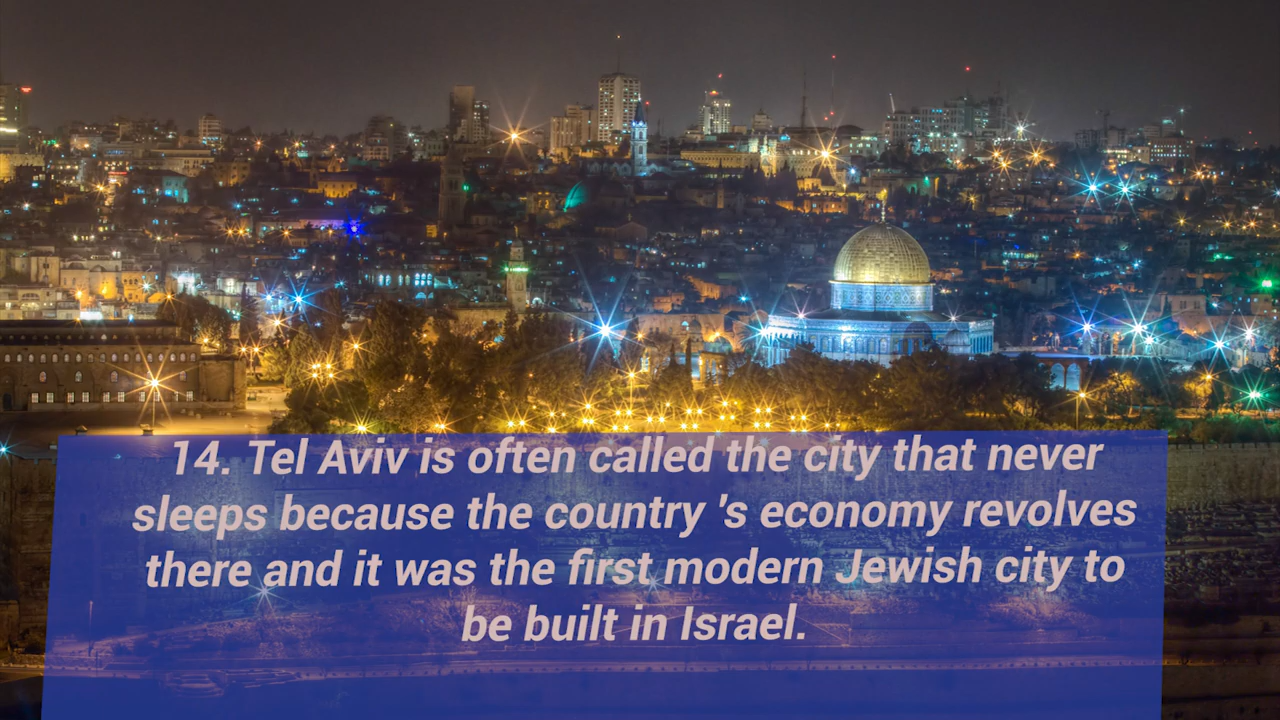 14. Tel Aviv is often called the city that never
sleeps because the country 's economy revolves
there and it was the first modern Jewish city to
be built in Israel.